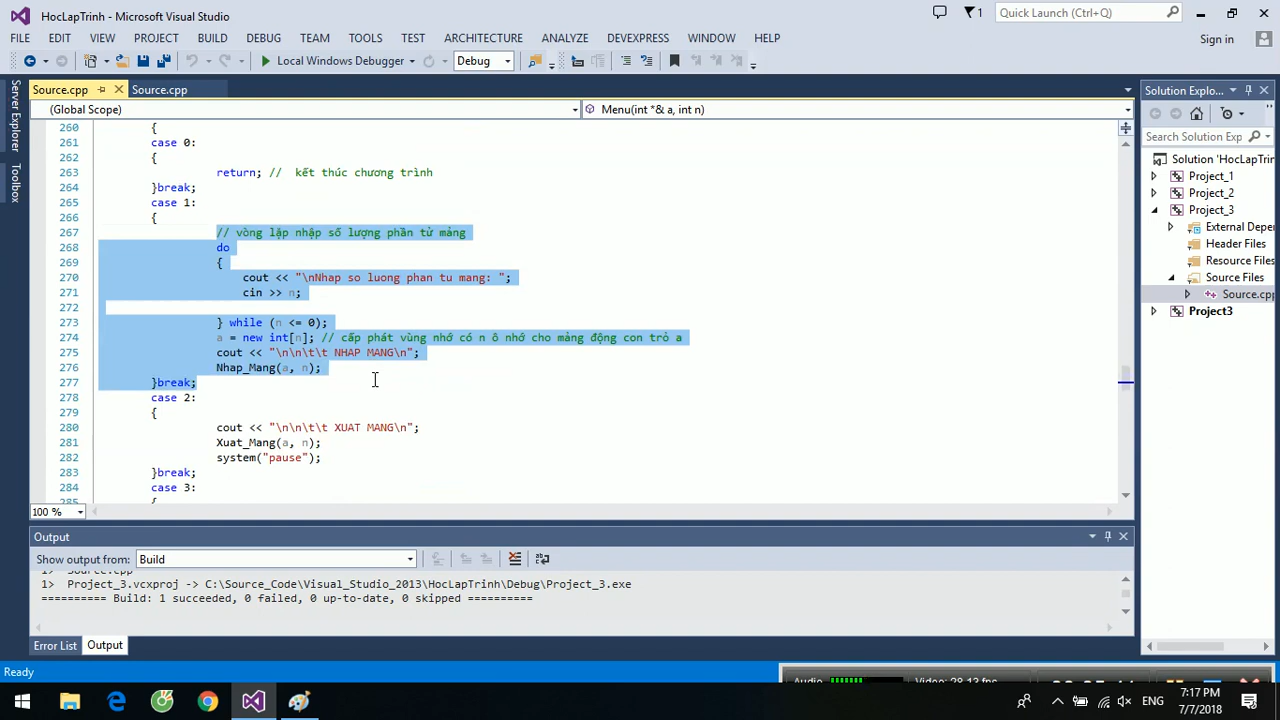 HocLapTrinh - Microsoft Visual Studio
1
Quick Launch (Ctrl+Q)
FILE EDIT VIEW PROJECT BUILD DEBUG TEAM TOOLS TEST ARCHITECTURE ANALYZE DEVEXPRESS WINDOW HELP
Sign in
Local Windows Debugger
Debug
Server Explorer
Toolbox
Source.cpp
Source.cpp
(Global Scope)
Menu(int *& a, int n)
260 {
261 case 0:
262 {
263 return; // kết thúc chương trình
264 }break;
265 case 1:
266 {
267 // vòng lặp nhập số lượng phần tử mảng
268 do
269 {
270 cout << "\nNhap so luong phan tu mang: ";
271 cin >> n;
272
273 } while (n <= 0);
274 a = new int[n]; // cấp phát vùng nhớ có n ô nhớ cho mảng động con trỏ a
275 cout << "\n\n\t\t NHAP MANG\n";
276 Nhap_Mang(a, n);
277 }break;
278 case 2:
279 {
280 cout << "\n\n\t\t XUAT MANG\n";
281 Xuat_Mang(a, n);
282 system("pause");
283 }break;
284 case 3:
285 {
100 %
Solution Explo...
Search Solution Exp
Solution 'HocLapTrinh
Project_1
Project_2
Project_3
External Depe
Header Files
Resource Files
Source Files
Source.cpp
Project3
Output
Show output from: Build
1> Source.cpp
1> Project_3.vcxproj -> C:\Source_Code\Visual_Studio_2013\HocLapTrinh\Debug\Project_3.exe
========== Build: 1 succeeded, 0 failed, 0 up-to-date, 0 skipped ==========
Error List
Output
Ready
Audio:
Video: 28.13 fps
ENG
7:17 PM
7/7/2018